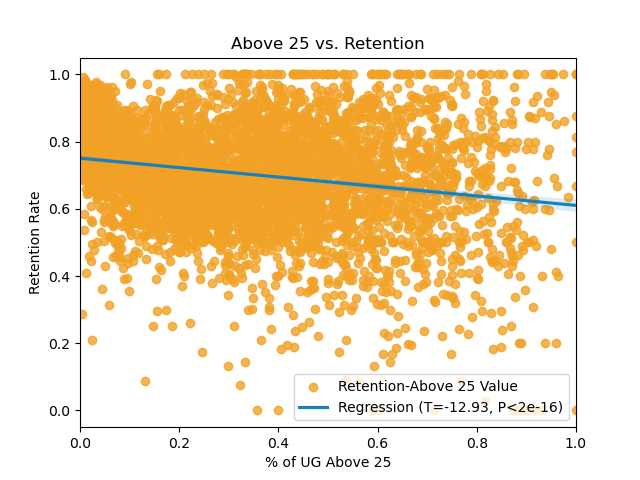 Above 25 vs. Retention
Retention Rate
1.0
0.8
0.6
0.4
0.2
0.0
Retention-Above 25 Value
Regression (T=-12.93, P<2e-16)
0.0 0.2 0.4 0.6 0.8 1.0
% of UG Above 25